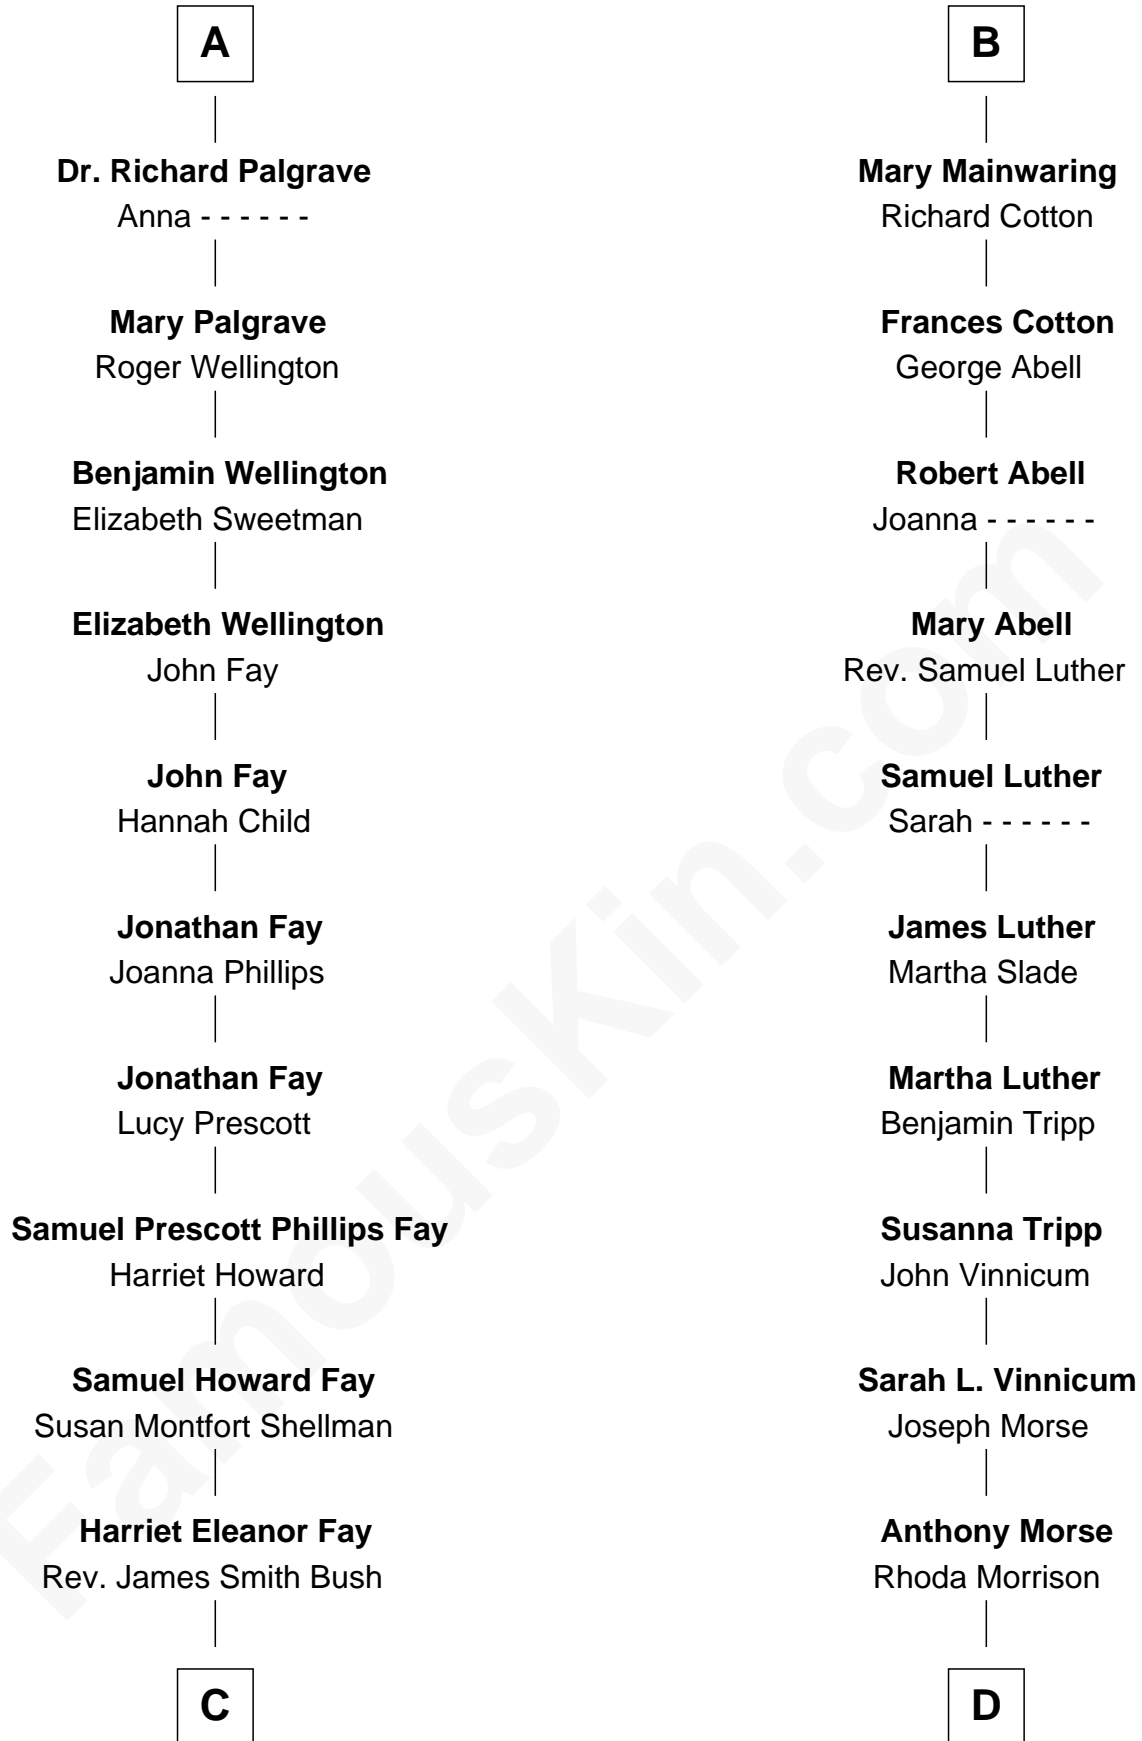 A
Dr. Richard Palgrave
Anna - - - - - -
Mary Palgrave
Roger Wellington
Benjamin Wellington
Elizabeth Sweetman
Elizabeth Wellington
John Fay
John Fay
Hannah Child
Jonathan Fay
Joanna Phillips
Jonathan Fay
Lucy Prescott
Samuel Prescott Phillips Fay
Harriet Howard
Samuel Howard Fay
Susan Montfort Shellman
Harriet Eleanor Fay
Rev. James Smith Bush
C
B
Mary Mainwaring
Richard Cotton
Frances Cotton
George Abell
Robert Abell
Joanna - - - - - -
Mary Abell
Rev. Samuel Luther
Samuel Luther
Sarah - - - - - -
James Luther
Martha Slade
Martha Luther
Benjamin Tripp
Susanna Tripp
John Vinnicum
Sarah L. Vinnicum
Joseph Morse
Anthony Morse
Rhoda Morrison
D
FamousKin.com